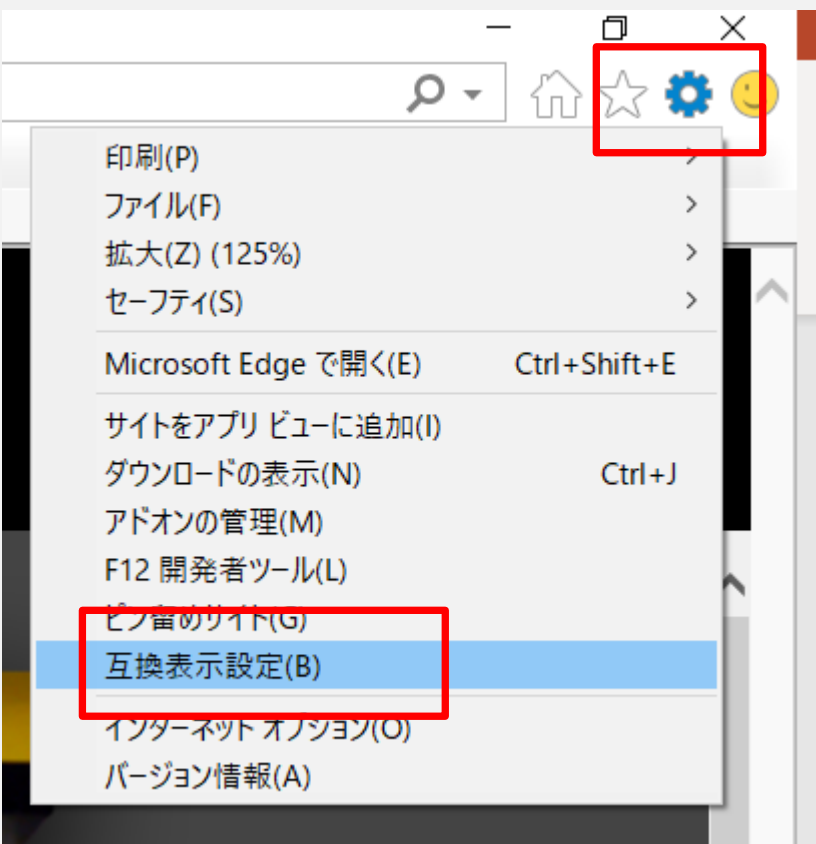 印刷(P)
ファイル(F)
拡大(Z) (125%)
セーフティ(S)
Microsoft Edge で開く(E) Ctrl+Shift+E
サイトをアプリ ビューに追加(I)
ダウンロードの表示(N) Ctrl+J
アドオンの管理(M)
F12 開発者ツール(L)
ピン留めサイト(G)
互換表示設定(B)
インターネット オプション(O)
バージョン情報(A)